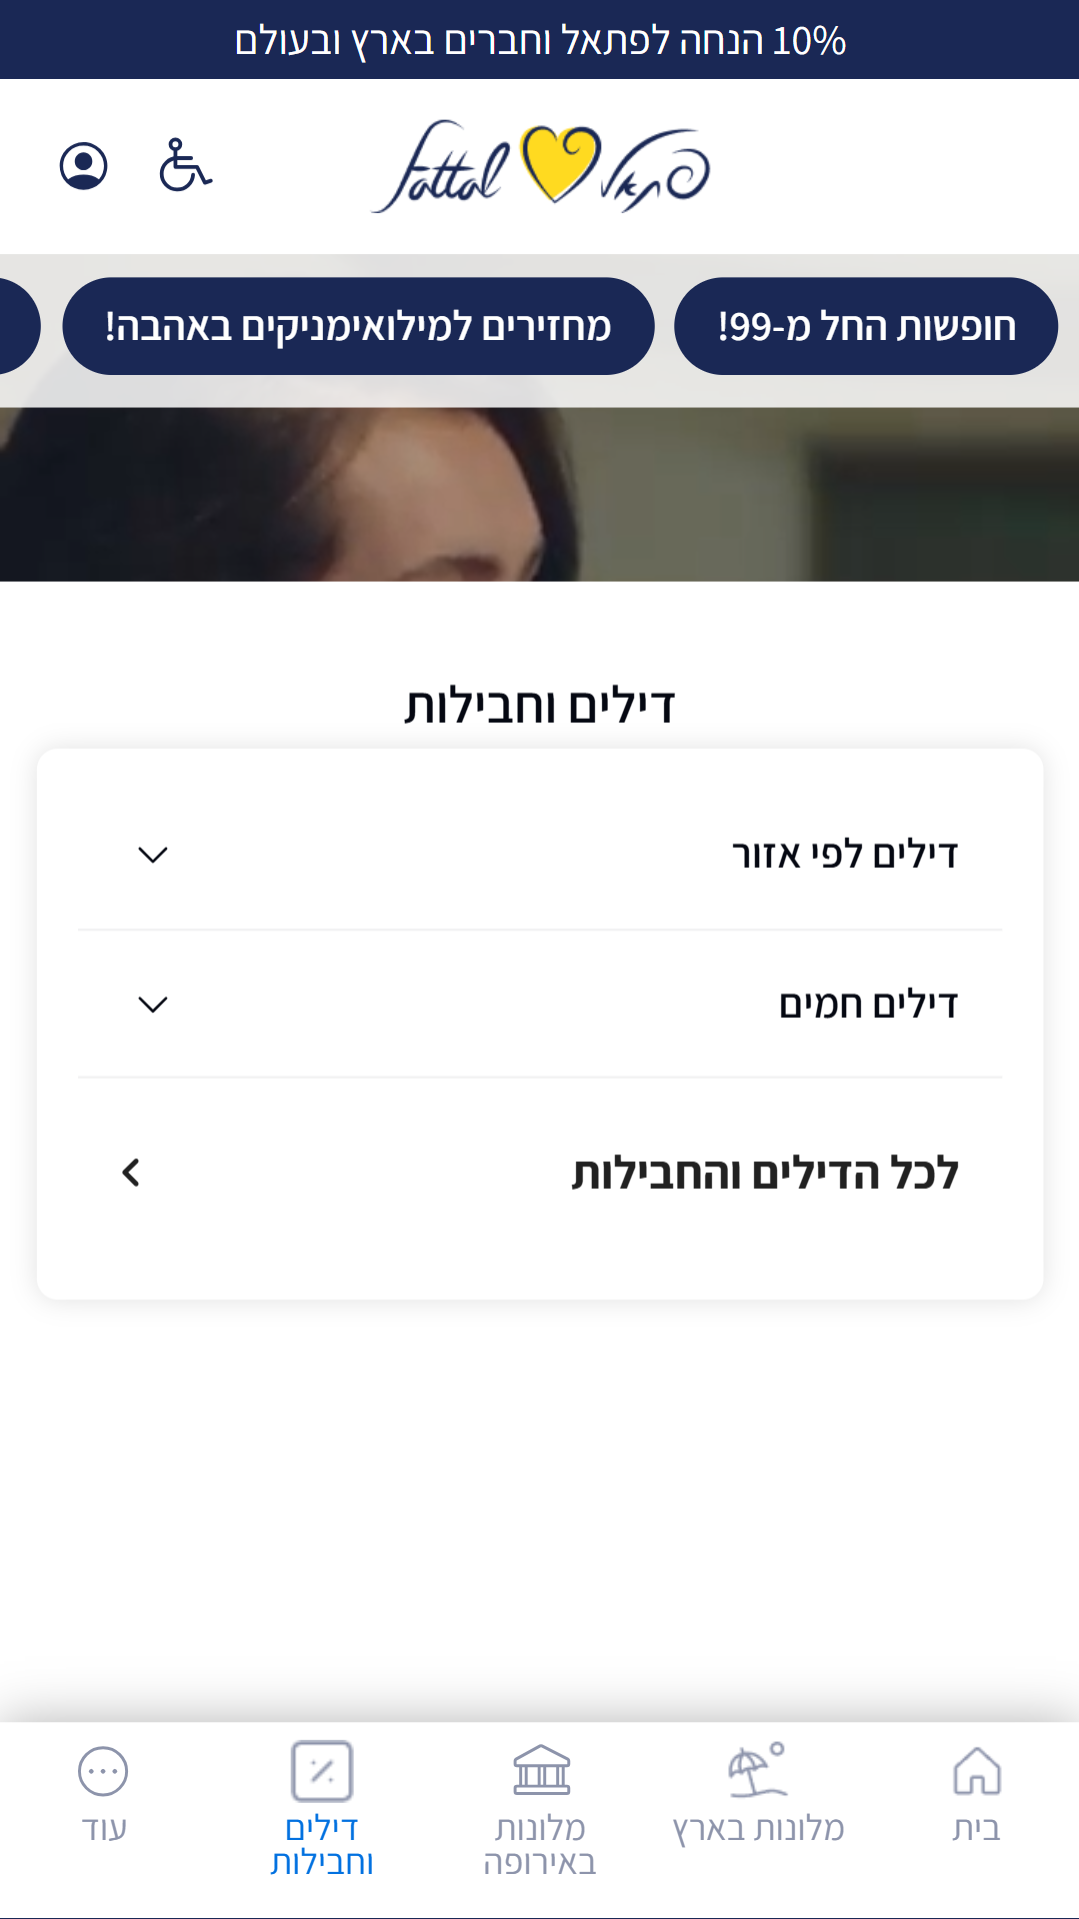 10% הנחה לפתאל וחברים בארץ ובעולם
פתאל fattal
חופשות החל מ-99!
מחזירים למילואימניקים באהבה!
דילים וחבילות
דילים לפי אזור
דילים חמים
לכל הדילים והחבילות
בית
מלונות בארץ
מלונות
באירופה
דילים
וחבילות
עוד